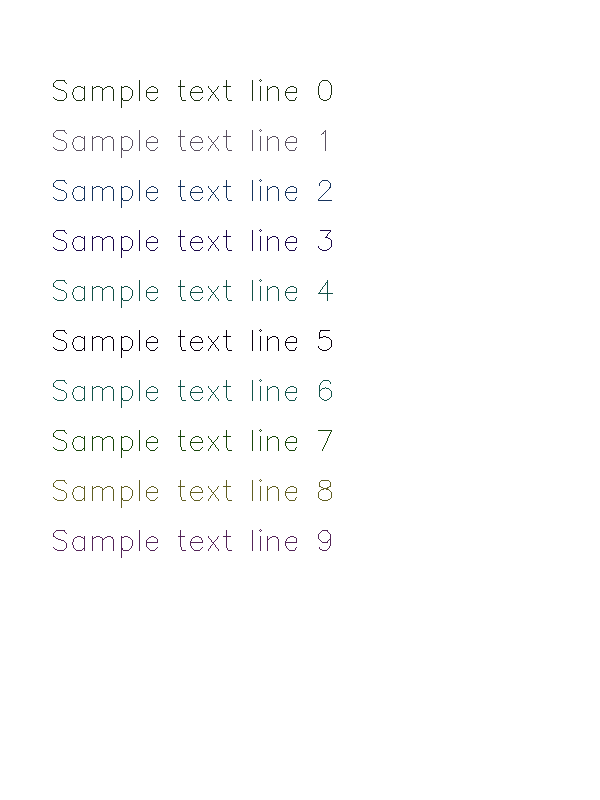 Sample text line 0
Sample text line 1
Sample text line 2
Sample text line 3
Sample text line 4
Sample text line 5
Sample text line 6
Sample text line 7
Sample text line 8
Sample text line 9